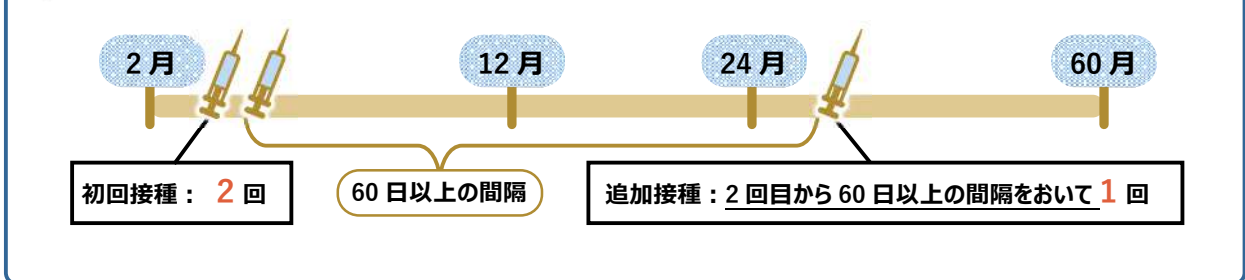 2 月
12 月
24 月
60 月
初回接種： 2 回
60 日以上の間隔
追加接種：2 回目から 60 日以上の間隔をおいて 1 回